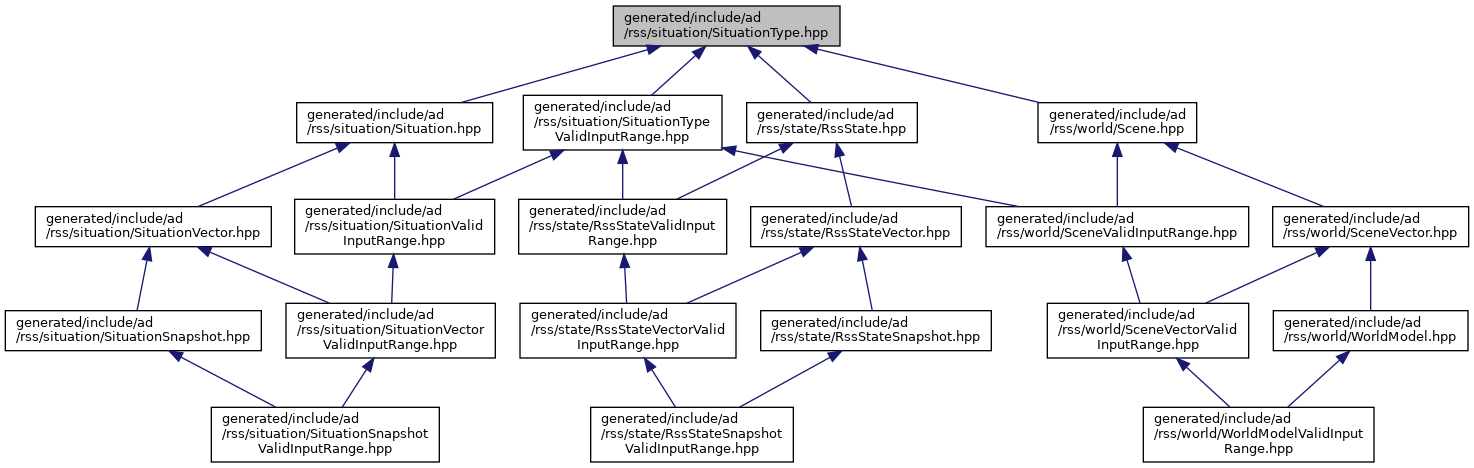 generated/include/ad
/rss/situation/SituationType.hpp
generated/include/ad
/rss/situation/Situation.hpp
generated/include/ad
/rss/situation/SituationType
ValidInputRange.hpp
generated/include/ad
/rss/state/RssState.hpp
generated/include/ad
/rss/world/Scene.hpp
generated/include/ad
/rss/situation/SituationVector.hpp
generated/include/ad
/rss/situation/SituationValid
InputRange.hpp
generated/include/ad
/rss/state/RssStateValidInput
Range.hpp
generated/include/ad
/rss/state/RssStateVector.hpp
generated/include/ad
/rss/world/SceneValidInputRange.hpp
generated/include/ad
/rss/world/SceneVector.hpp
generated/include/ad
/rss/situation/SituationSnapshot.hpp
generated/include/ad
/rss/situation/SituationVector
ValidInputRange.hpp
generated/include/ad
/rss/state/RssStateVectorValid
InputRange.hpp
generated/include/ad
/rss/state/RssStateSnapshot.hpp
generated/include/ad
/rss/world/SceneVectorValid
InputRange.hpp
generated/include/ad
/rss/world/WorldModel.hpp
generated/include/ad
/rss/situation/SituationSnapshot
ValidInputRange.hpp
generated/include/ad
/rss/state/RssStateSnapshot
ValidInputRange.hpp
generated/include/ad
/rss/world/WorldModelValidInput
Range.hpp